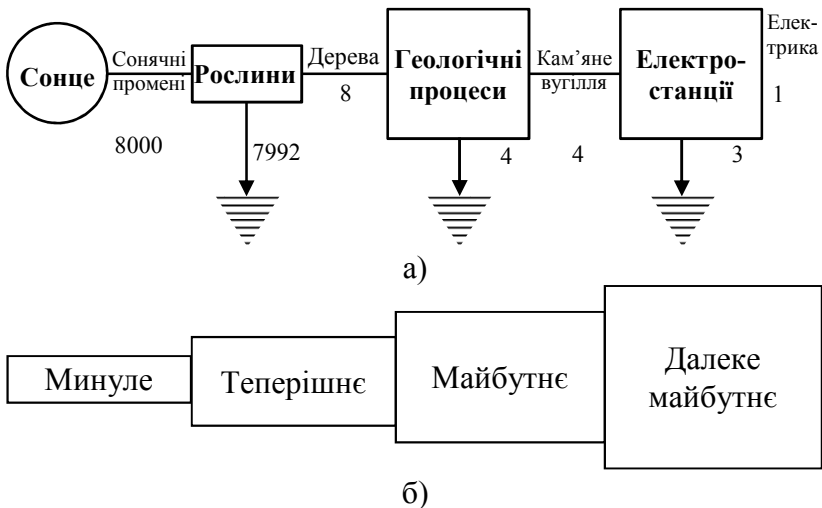 Сонце
Сонячні
промені
8000
Рослини
7992
Дерева
8
Геологічні
процеси
4
Кам’яне
вугілля
4
Електро-
станції
3
Елек-
трика
1
а)
Минуле
Теперішнє
Майбутнє
Далеке
майбутнє
б)